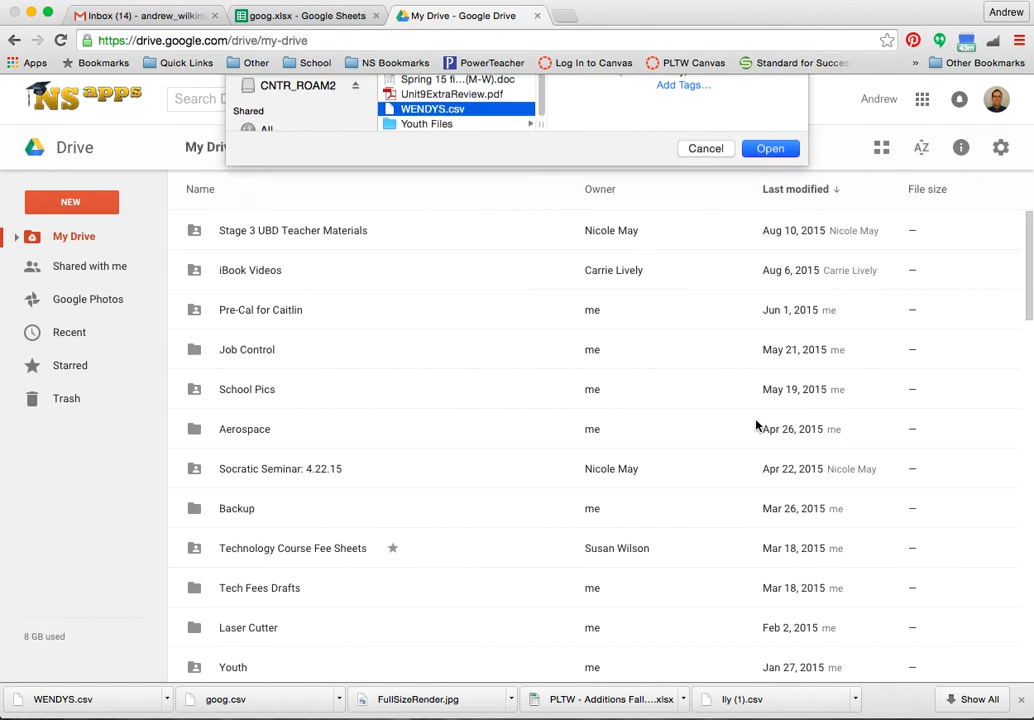 Inbox (14) - andrew_wilkins
goog.xlsx - Google Sheets
My Drive - Google Drive
Andrew
https://drive.google.com/drive/my-drive
Apps
Bookmarks
Quick Links
Other
School
NS Bookmarks
PowerTeacher
Log In to Canvas
PLTW Canvas
Standard for Succes
»
Other Bookmarks
NS apps
Search D
CNTR_ROAM2
Shared
All
Spring 15 fi...(M-W).doc
Unit9ExtraReview.pdf
WENDYS.csv
Youth Files
Add Tags...
Cancel
Open
Andrew
Drive
My Driv
AZ
Name
Owner
Last modified
File size
NEW
My Drive
Shared with me
Google Photos
Recent
Starred
Trash
8 GB used
Stage 3 UBD Teacher Materials Nicole May Aug 10, 2015 Nicole May —
iBook Videos Carrie Lively Aug 6, 2015 Carrie Lively —
Pre-Cal for Caitlin me Jun 1, 2015 me —
Job Control me May 21, 2015 me —
School Pics me May 19, 2015 me —
Aerospace me Apr 26, 2015 me —
Socratic Seminar: 4.22.15 Nicole May Apr 22, 2015 Nicole May —
Backup me Mar 26, 2015 me —
Technology Course Fee Sheets Susan Wilson Mar 18, 2015 me —
Tech Fees Drafts me Mar 18, 2015 me —
Laser Cutter me Feb 2, 2015 me —
Youth me Jan 27, 2015 me —
WENDYS.csv
goog.csv
FullSizeRender.jpg
PLTW - Additions Fall....xlsx
lly (1).csv
Show All